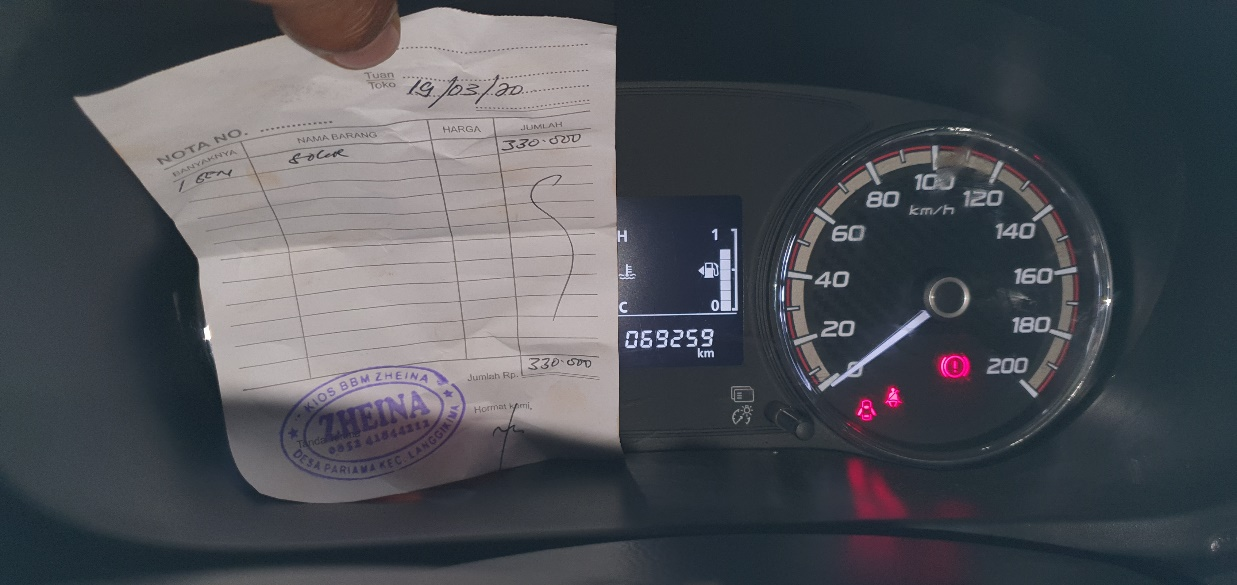 Tuan
Toko 19/03/20
NOTA NO.
BANYAKNYA NAMA BARANG HARGA JUMLAH
1 solar 330.000
Jumlah Rp. 330.000
Hormat kami,
KIOS BBM ZHEINA
ZHEINA
DESA PARIAMA KEC. LANGGIKIMA
H 1
C 0
069259
km
0
20
40
60
80
100
120
140
160
180
200
km/h